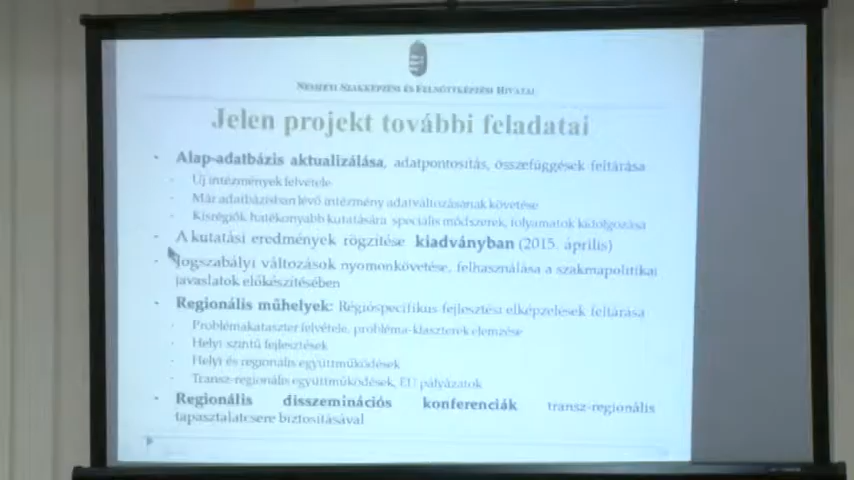 Nemzeti Szakképzési és Felnőttképzési Hivatal
Jelen projekt további feladatai
- Alap-adatbázis aktualizálása, adatpontosítás, összefüggések feltárása
- Új intézmények felvétele
- Már adatbázisban lévő intézmény adatváltozásának követése
- Kisrégiók hatékonyabb kutatására speciális módszerek, folyamatok kidolgozása
- A kutatási eredmények rögzítése kiadványban (2015. április)
- Jogszabályi változások nyomonkövetése, felhasználása a szakmapolitikai
javaslatok előkészítésében
- Regionális műhelyek: Régióspecifikus fejlesztési elképzelések feltárása
- Problémakataszter felvétele, probléma-klaszterek elemzése
- Helyi szintű fejlesztések
- Helyi és regionális együttműködések
- Transz-regionális együttműködések, EU pályázatok
- Regionális disszeminációs konferenciák transz-regionális
tapasztalatcsere biztosításával